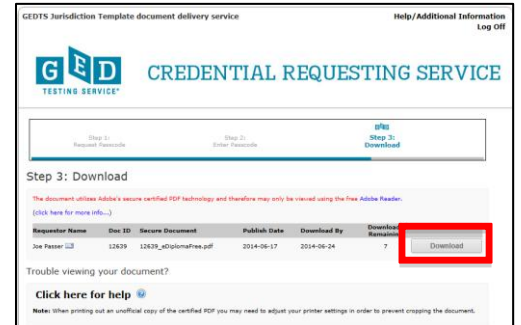 GEDTS Jurisdiction Template document delivery service
Help/Additional Information
Log Off
GED
TESTING SERVICE®
CREDENTIAL REQUESTING SERVICE
Step 1:
Request Passcode
Step 2:
Enter Passcode
Step 3:
Download
Step 3: Download
The document utilizes Adobe's secure certified PDF technology and therefore may only be viewed using the free Adobe Reader.
(click here for more info...)
Requestor Name Doc ID Secure Document Publish Date Download By Download Remaining
Joe Passer 12639 12639_eDiplomaFree.pdf 2014-06-17 2014-06-24 7 Download
Trouble viewing your document?
Click here for help
Note: When printing out an unofficial copy of the certified PDF you may need to adjust your printer settings in order to prevent cropping the document.